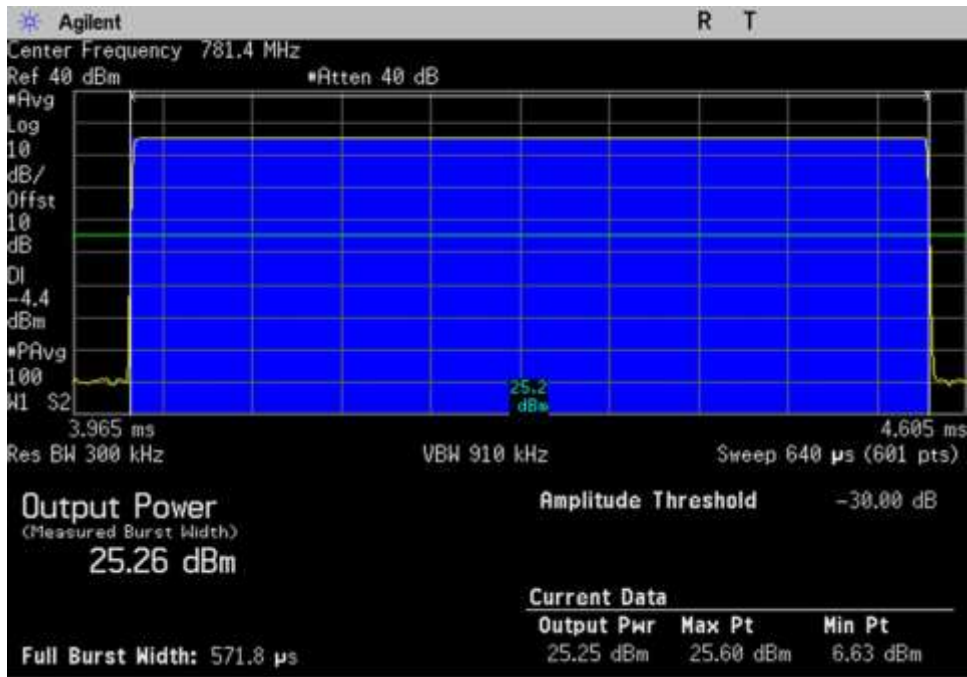 Agilent R T
Center Frequency 781.4 MHz
Ref 40 dBm *Atten 40 dB
*Avg
Log
10
dB/
Offst
10
dB
DI
-4.4
dBm
*PAvg
100
W1 S2
25.2
dBm
3.965 ms 4.605 ms
Res BW 300 kHz VBW 910 kHz Sweep 640 µs (601 pts)
Output Power
(Measured Burst Width)
25.26 dBm
Amplitude Threshold -30.00 dB
Current Data
Output Pwr Max Pt Min Pt
25.25 dBm 25.60 dBm 6.63 dBm
Full Burst Width: 571.8 µs